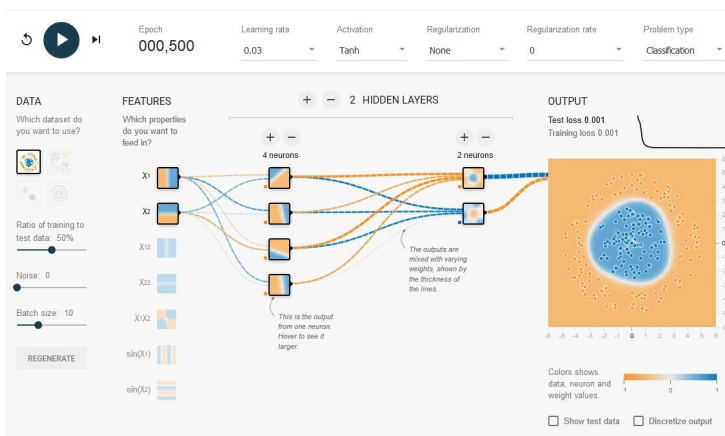 Epoch
000,500
Learning rate
0.03
Activation
Tanh
Regularization
None
Regularization rate
0
Problem type
Classification
DATA
Which dataset do
you want to use?
Ratio of training to
test data: 50%
Noise: 0
Batch size: 10
REGENERATE
FEATURES
Which properties
do you want to
feed in?
X1
X2
X12
X22
X1X2
sin(X1)
sin(X2)
+ − 2 HIDDEN LAYERS
+ −
4 neurons
+ −
2 neurons
The outputs are
mixed with varying
weights, shown by
the thickness of
the lines.
This is the output
from one neuron.
Hover to see it
larger.
OUTPUT
Test loss 0.001
Training loss 0.001
-6 -5 -4 -3 -2 -1 0 1 2 3 4 5 6
Colors shows
data, neuron and
weight values.
1 0 1
Show test data
Discretize output